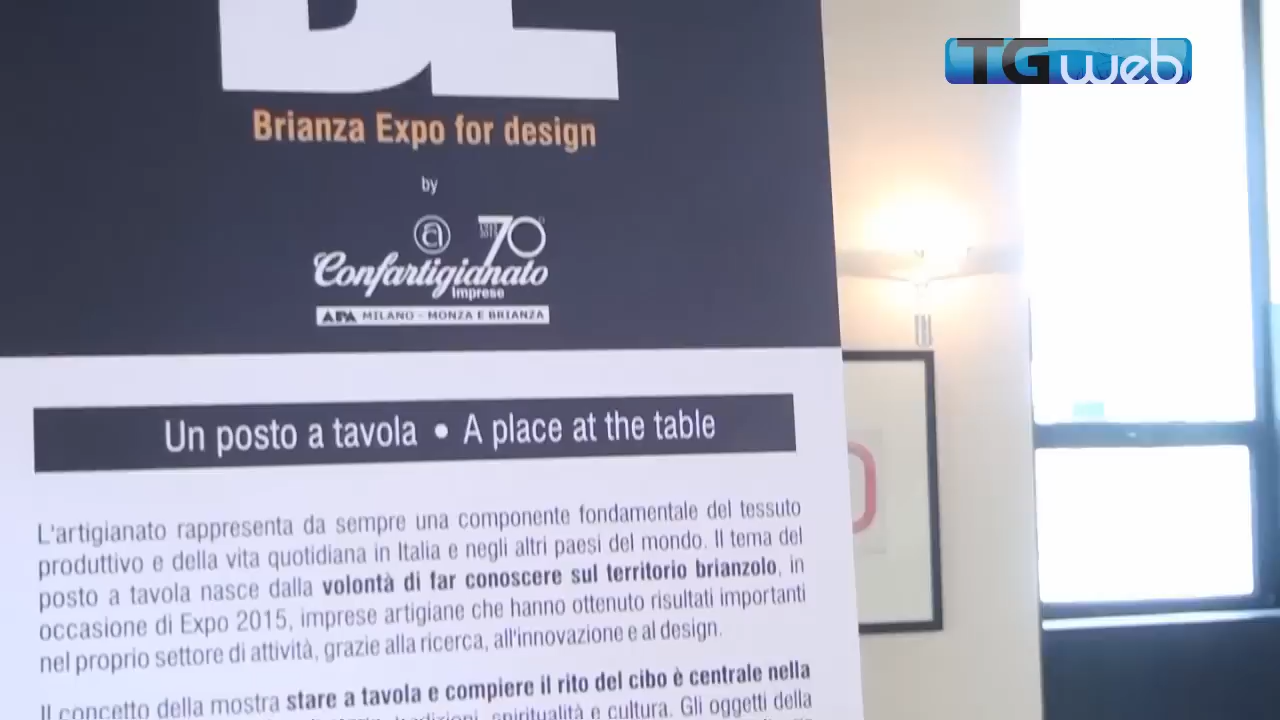 TG web
Brianza Expo for design
by
70
Confartigianato
Imprese
APA MILANO - MONZA E BRIANZA
Un posto a tavola • A place at the table
L'artigianato rappresenta da sempre una componente fondamentale del tessuto
produttivo e della vita quotidiana in Italia e negli altri paesi del mondo. Il tema del
posto a tavola nasce dalla volontà di far conoscere sul territorio brianzolo, in
occasione di Expo 2015, imprese artigiane che hanno ottenuto risultati importanti
nel proprio settore di attività, grazie alla ricerca, all'innovazione e al design.
Il concetto della mostra stare a tavola e compiere il rito del cibo è centrale nella
spiritualità e cultura. Gli oggetti della